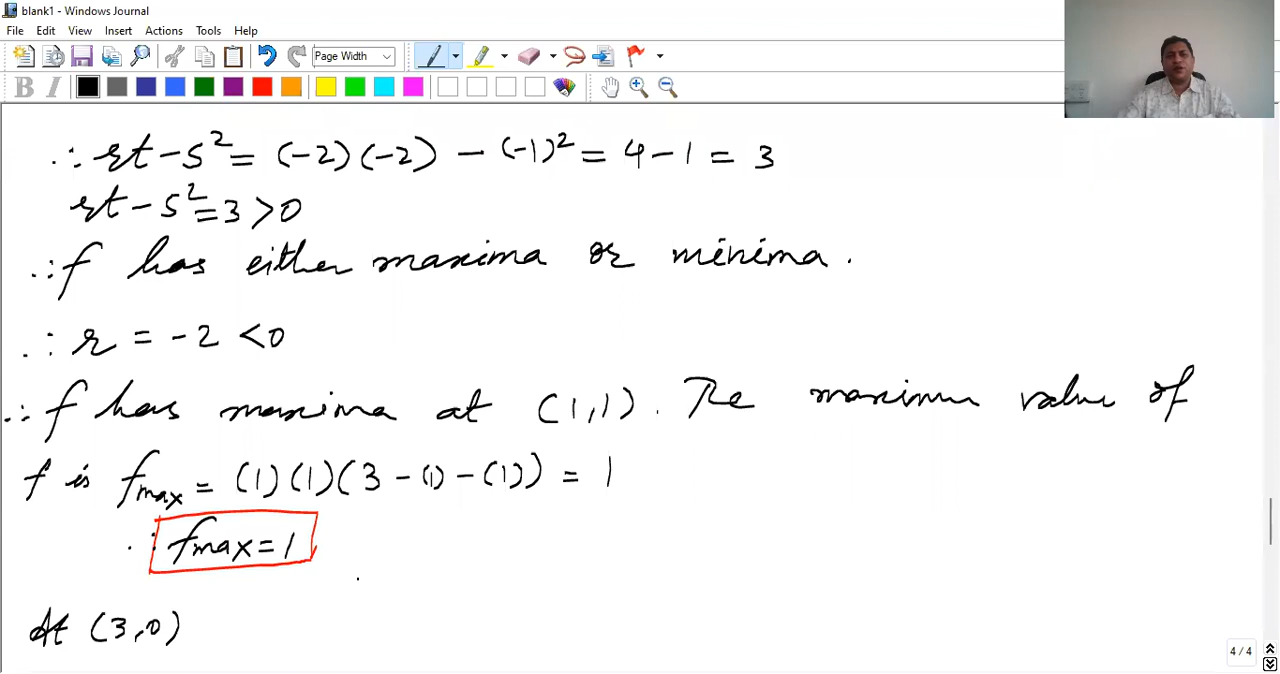 blank1 - Windows Journal
File Edit View Insert Actions Tools Help
Page Width
B I
∴ rt - s² = (-2)(-2) - (-1)² = 4 - 1 = 3
rt - s² = 3 > 0
∴ f has either maxima or minima.
∴ r = -2 < 0
∴ f has maxima at (1,1). The maximum value of
f is fmax = (1)(1)(3 - (1) - (1)) = 1
∴ fmax = 1
At (3,0)
4 / 4